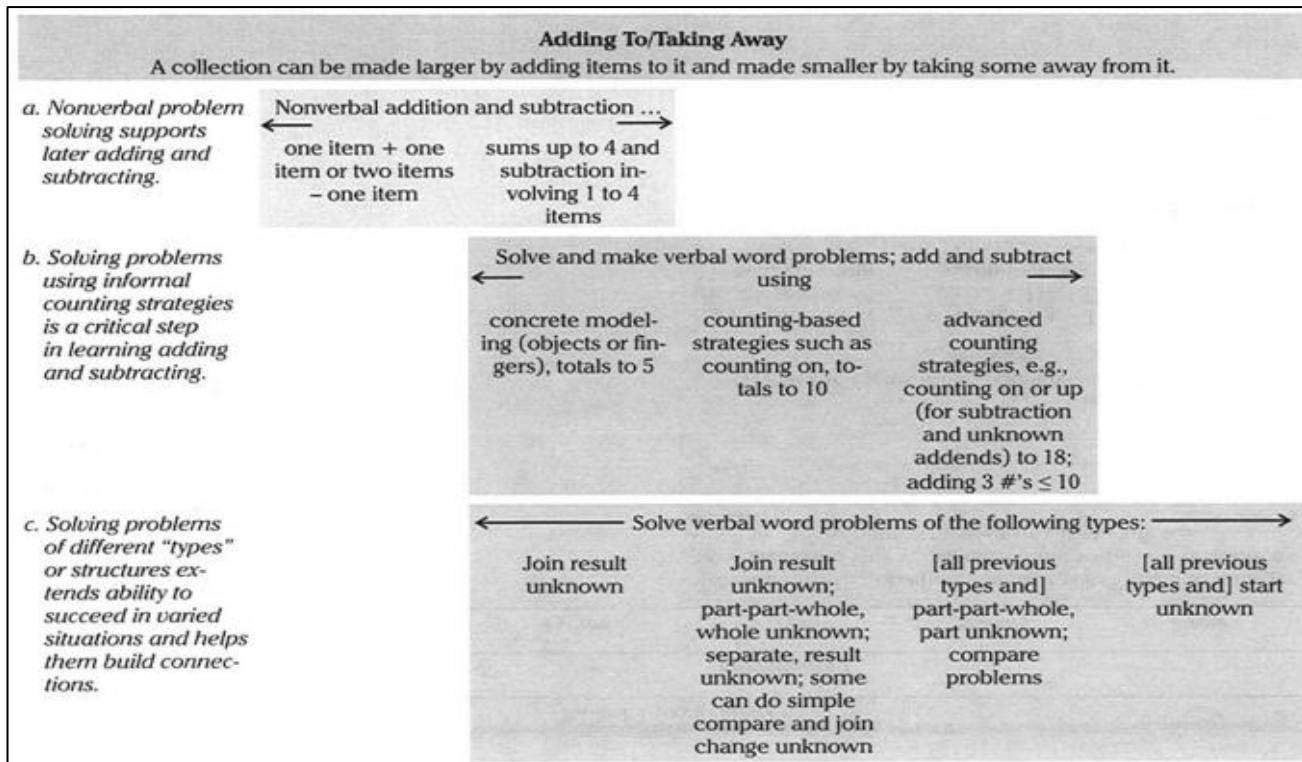 Adding To/Taking Away
A collection can be made larger by adding items to it and made smaller by taking some away from it.
a. Nonverbal problem
solving supports
later adding and
subtracting.
Nonverbal addition and subtraction ...
one item + one
item or two items
– one item
sums up to 4 and
subtraction in-
volving 1 to 4
items
b. Solving problems
using informal
counting strategies
is a critical step
in learning adding
and subtracting.
Solve and make verbal word problems; add and subtract
using
concrete model-
ing (objects or fin-
gers), totals to 5
counting-based
strategies such as
counting on, to-
tals to 10
advanced
counting
strategies, e.g.,
counting on or up
(for subtraction
and unknown
addends) to 18;
adding 3 #'s ≤ 10
c. Solving problems
of different “types”
or structures ex-
tends ability to
succeed in varied
situations and helps
them build connec-
tions.
Solve verbal word problems of the following types:
Join result
unknown
Join result
unknown;
part-part-whole,
whole unknown;
separate, result
unknown; some
can do simple
compare and join
change unknown
[all previous
types and]
part-part-whole,
part unknown;
compare
problems
[all previous
types and] start
unknown